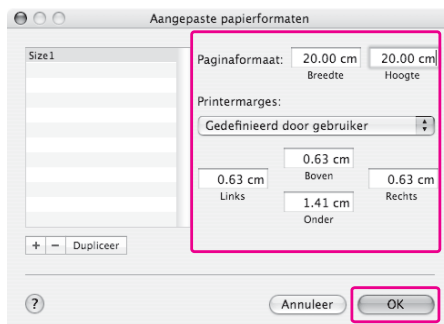 Aangepaste papierformaten
Size1
Paginaformaat: 20.00 cm 20.00 cm
Breedte Hoogte
Printermarges:
Gedefinieerd door gebruiker
0.63 cm
Boven
0.63 cm 0.63 cm
Links Rechts
1.41 cm
Onder
+ − Dupliceer
? Annuleer OK